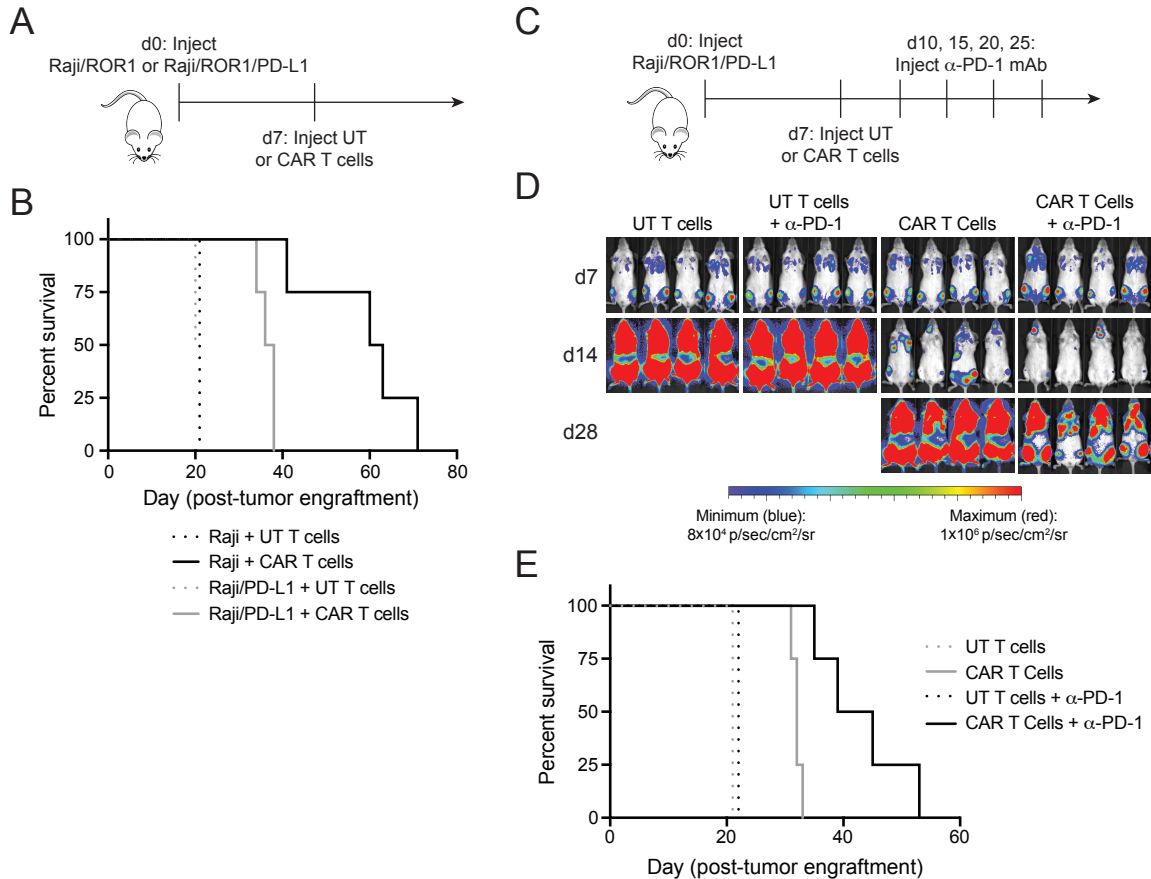 A
d0: Inject
Raji/ROR1 or Raji/ROR1/PD-L1
d7: Inject UT
or CAR T cells
B
Percent survival
100
75
50
25
0
0 20 40 60 80
Day (post-tumor engraftment)
Raji + UT T cells
Raji + CAR T cells
Raji/PD-L1 + UT T cells
Raji/PD-L1 + CAR T cells
C
d0: Inject
Raji/ROR1/PD-L1
d10, 15, 20, 25:
Inject α-PD-1 mAb
d7: Inject UT
or CAR T cells
D
UT T cells
UT T cells
+ α-PD-1
CAR T Cells
CAR T Cells
+ α-PD-1
d7
d14
d28
Minimum (blue):
8×10⁴ p/sec/cm²/sr
Maximum (red):
1×10⁶ p/sec/cm²/sr
E
Percent survival
100
75
50
25
0
0 20 40 60
Day (post-tumor engraftment)
UT T cells
CAR T Cells
UT T cells + α-PD-1
CAR T Cells + α-PD-1